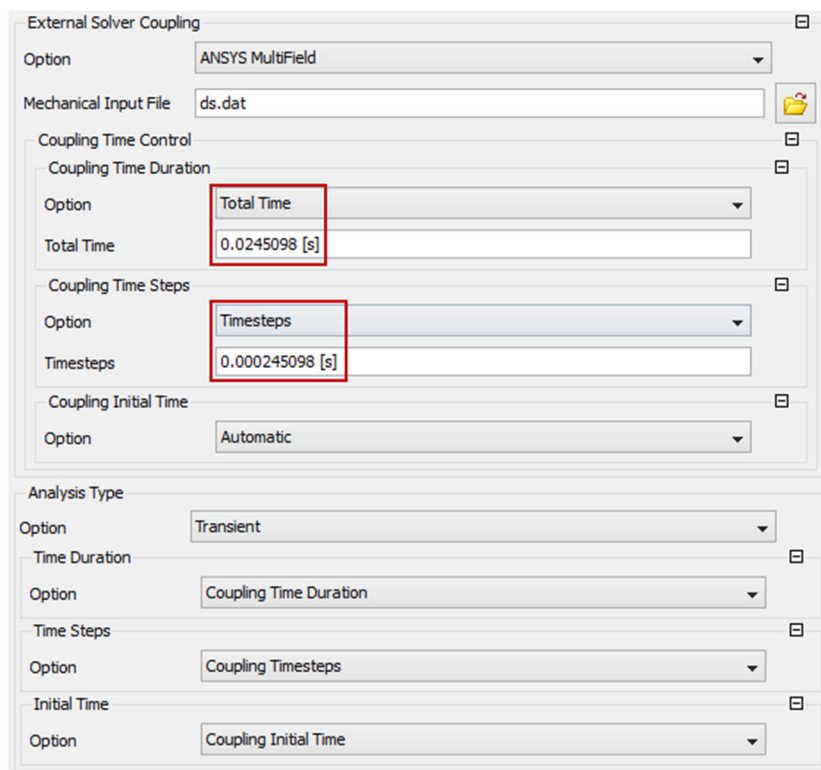 External Solver Coupling
Option ANSYS MultiField
Mechanical Input File ds.dat
Coupling Time Control
Coupling Time Duration
Option Total Time
Total Time 0.0245098 [s]
Coupling Time Steps
Option Timesteps
Timesteps 0.000245098 [s]
Coupling Initial Time
Option Automatic
Analysis Type
Option Transient
Time Duration
Option Coupling Time Duration
Time Steps
Option Coupling Timesteps
Initial Time
Option Coupling Initial Time